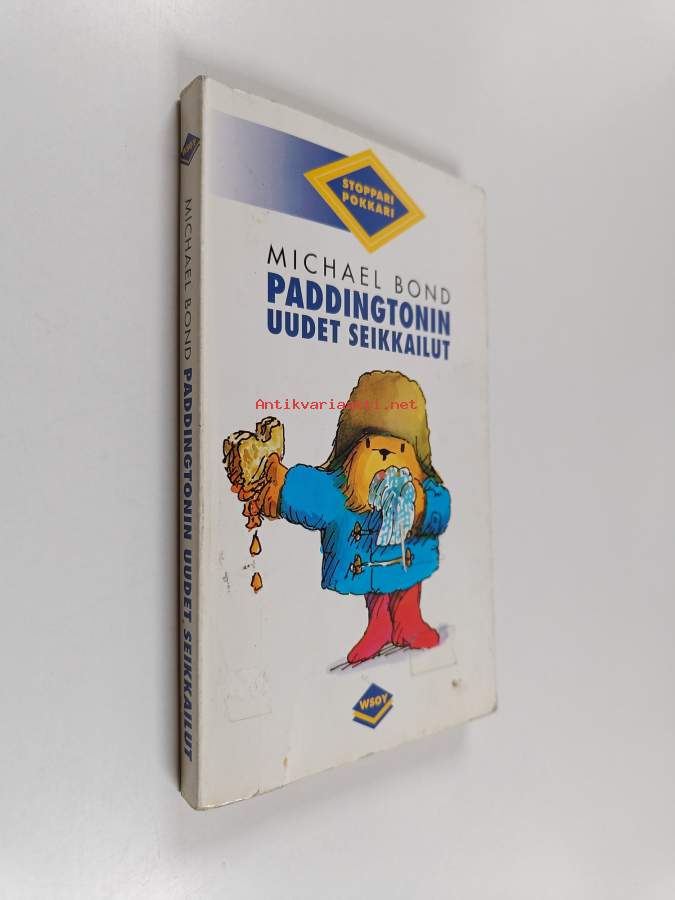 STOPPARI
POKKARI
MICHAEL BOND
PADDINGTONIN
UUDET SEIKKAILUT
Antikvariaatti.net
WSOY
WSOY
MICHAEL BOND PADDINGTONIN UUDET SEIKKAILUT